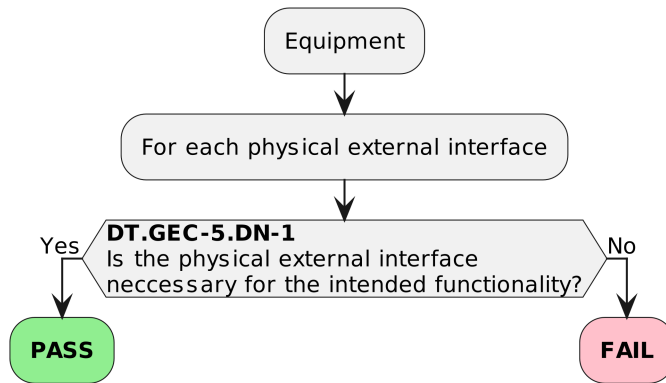 Equipment
For each physical external interface
DT.GEC-5.DN-1
Is the physical external interface
neccessary for the intended functionality?
Yes
No
PASS
FAIL